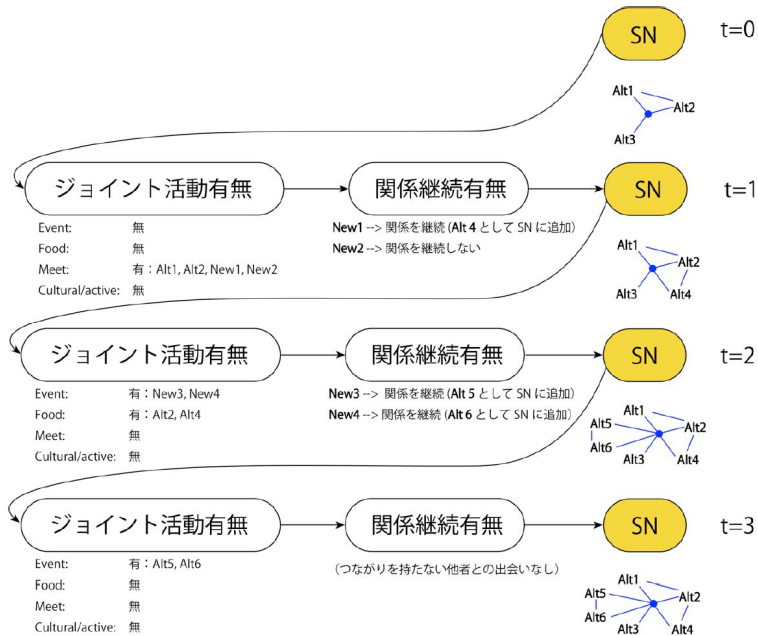 SN t=0
Alt1
Alt2
Alt3
ジョイント活動有無 関係継続有無 SN t=1
Event: 無
Food: 無
Meet: 有：Alt1, Alt2, New1, New2
Cultural/active: 無
New1 --> 関係を継続 (Alt 4 として SN に追加)
New2 --> 関係を継続しない
Alt1
Alt2
Alt3 Alt4
ジョイント活動有無 関係継続有無 SN t=2
Event: 有：New3, New4
Food: 有：Alt2, Alt4
Meet: 無
Cultural/active: 無
New3 --> 関係を継続 (Alt 5 として SN に追加)
New4 --> 関係を継続 (Alt 6 として SN に追加)
Alt1
Alt5 Alt2
Alt6
Alt3 Alt4
ジョイント活動有無 関係継続有無 SN t=3
Event: 有：Alt5, Alt6
Food: 無
Meet: 無
Cultural/active: 無
（つながりを持たない他者との出会いなし）
Alt1
Alt5 Alt2
Alt6
Alt3 Alt4